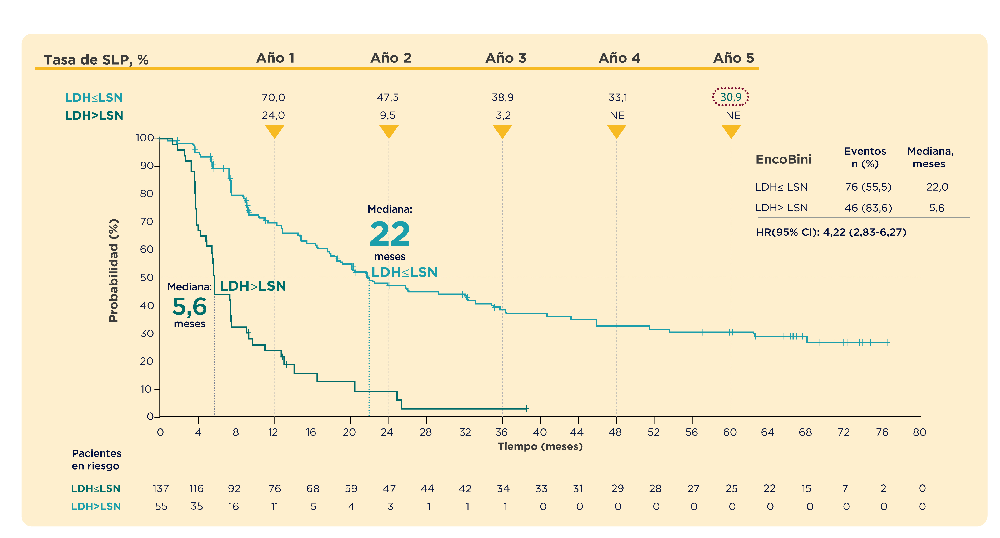 Tasa de SLP, % Año 1 Año 2 Año 3 Año 4 Año 5
LDH≤LSN 70,0 47,5 38,9 33,1 30,9
LDH>LSN 24,0 9,5 3,2 NE NE
Probabilidad (%)
100
90
80
70
60
50
40
30
20
10
0
EncoBini Eventos n (%) Mediana, meses
LDH≤ LSN 76 (55,5) 22,0
LDH> LSN 46 (83,6) 5,6
HR(95% CI): 4,22 (2,83-6,27)
Mediana:
22
meses
LDH≤LSN
LDH>LSN
Mediana:
5,6
meses
0 4 8 12 16 20 24 28 32 36 40 44 48 52 56 60 64 68 72 76 80
Tiempo (meses)
Pacientes
en riesgo
LDH≤LSN 137 116 92 76 68 59 47 44 42 34 33 31 29 28 27 25 22 15 7 2 0
LDH>LSN 55 35 16 11 5 4 3 1 1 1 0 0 0 0 0 0 0 0 0 0 0